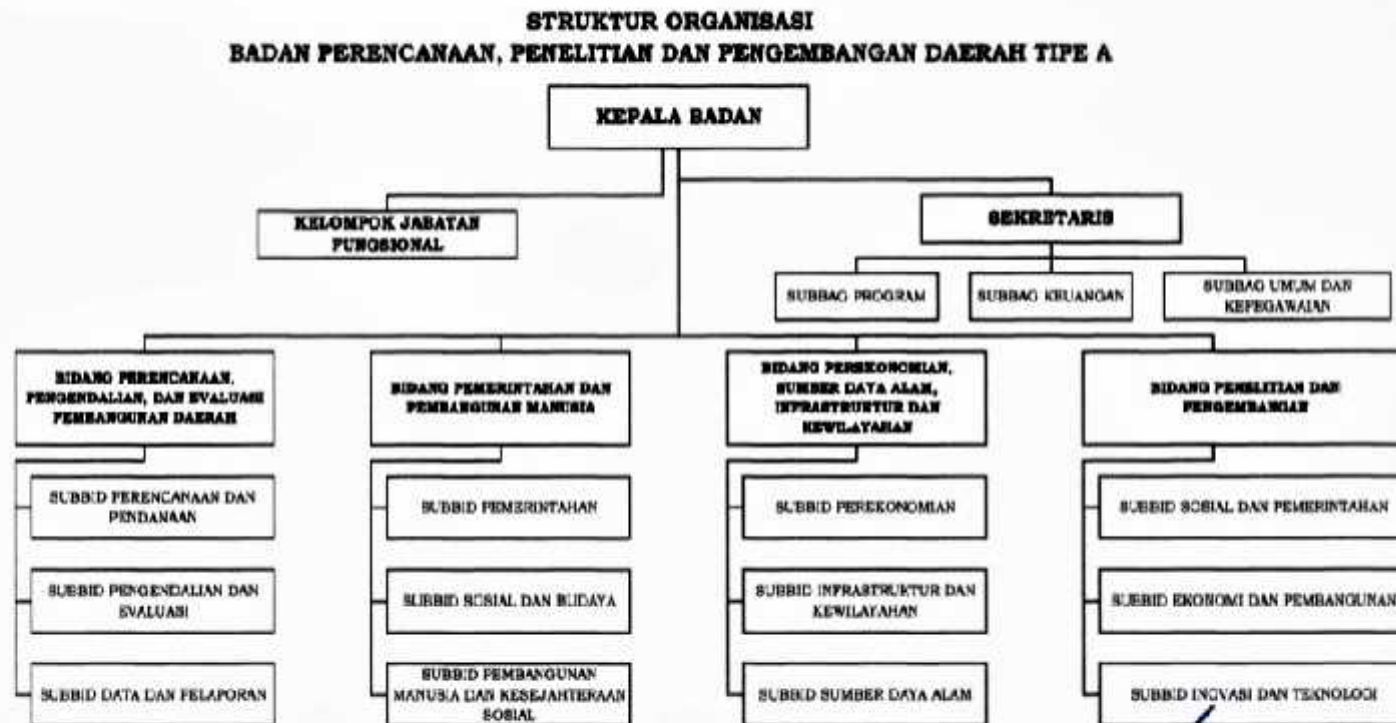 STRUKTUR ORGANISASI
BADAN PERENCANAAN, PENELITIAN DAN PENGEMBANGAN DAERAH TIPE A
KEPALA BADAN
KELOMPOK JABATAN
FUNGSIONAL
SEKRETARIS
SUBBAG PROGRAM
SUBBAG KEUANGAN
SUBBAG UMUM DAN
KEPEGAWAIAN
BIDANG PERENCANAAN,
PENGENDALIAN, DAN EVALUASI
PEMBANGUNAN DAERAH
BIDANG PEMERINTAHAN DAN
PEMBANGUNAN MANUSIA
BIDANG PEREKONOMIAN,
SUMBER DAYA ALAM,
INFRASTRUKTUR DAN
KEWILAYAHAN
BIDANG PENELITIAN DAN
PENGEMBANGAN
SUBBID PERENCANAAN DAN
PENDANAAN
SUBBID PEMERINTAHAN
SUBBID PEREKONOMIAN
SUBBID SOSIAL DAN PEMERINTAHAN
SUBBID PENGENDALIAN DAN
EVALUASI
SUBBID SOSIAL DAN BUDAYA
SUBBID INFRASTRUKTUR DAN
KEWILAYAHAN
SUBBID EKONOMI DAN PEMBANGUNAN
SUBBID DATA DAN PELAPORAN
SUBBID PEMBANGUNAN
MANUSIA DAN KESEJAHTERAAN
SOSIAL
SUBBID SUMBER DAYA ALAM
SUBBID INOVASI DAN TEKNOLOGI